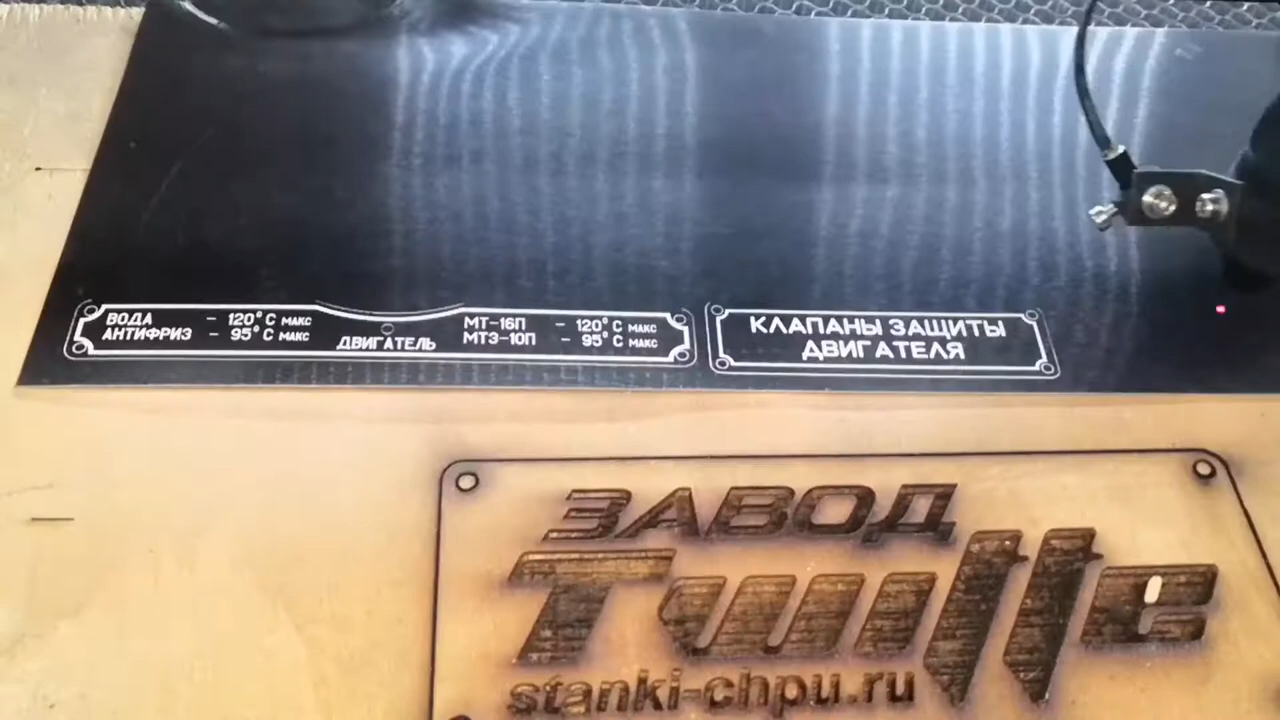 ВОДА - 120° С МАКС
АНТИФРИЗ - 95° С МАКС
ДВИГАТЕЛЬ
МТ-16П - 120° С МАКС
МТЗ-10П - 95° С МАКС
КЛАПАНЫ ЗАЩИТЫ
ДВИГАТЕЛЯ
ЗАВОД
Twitte
stanki-chpu.ru